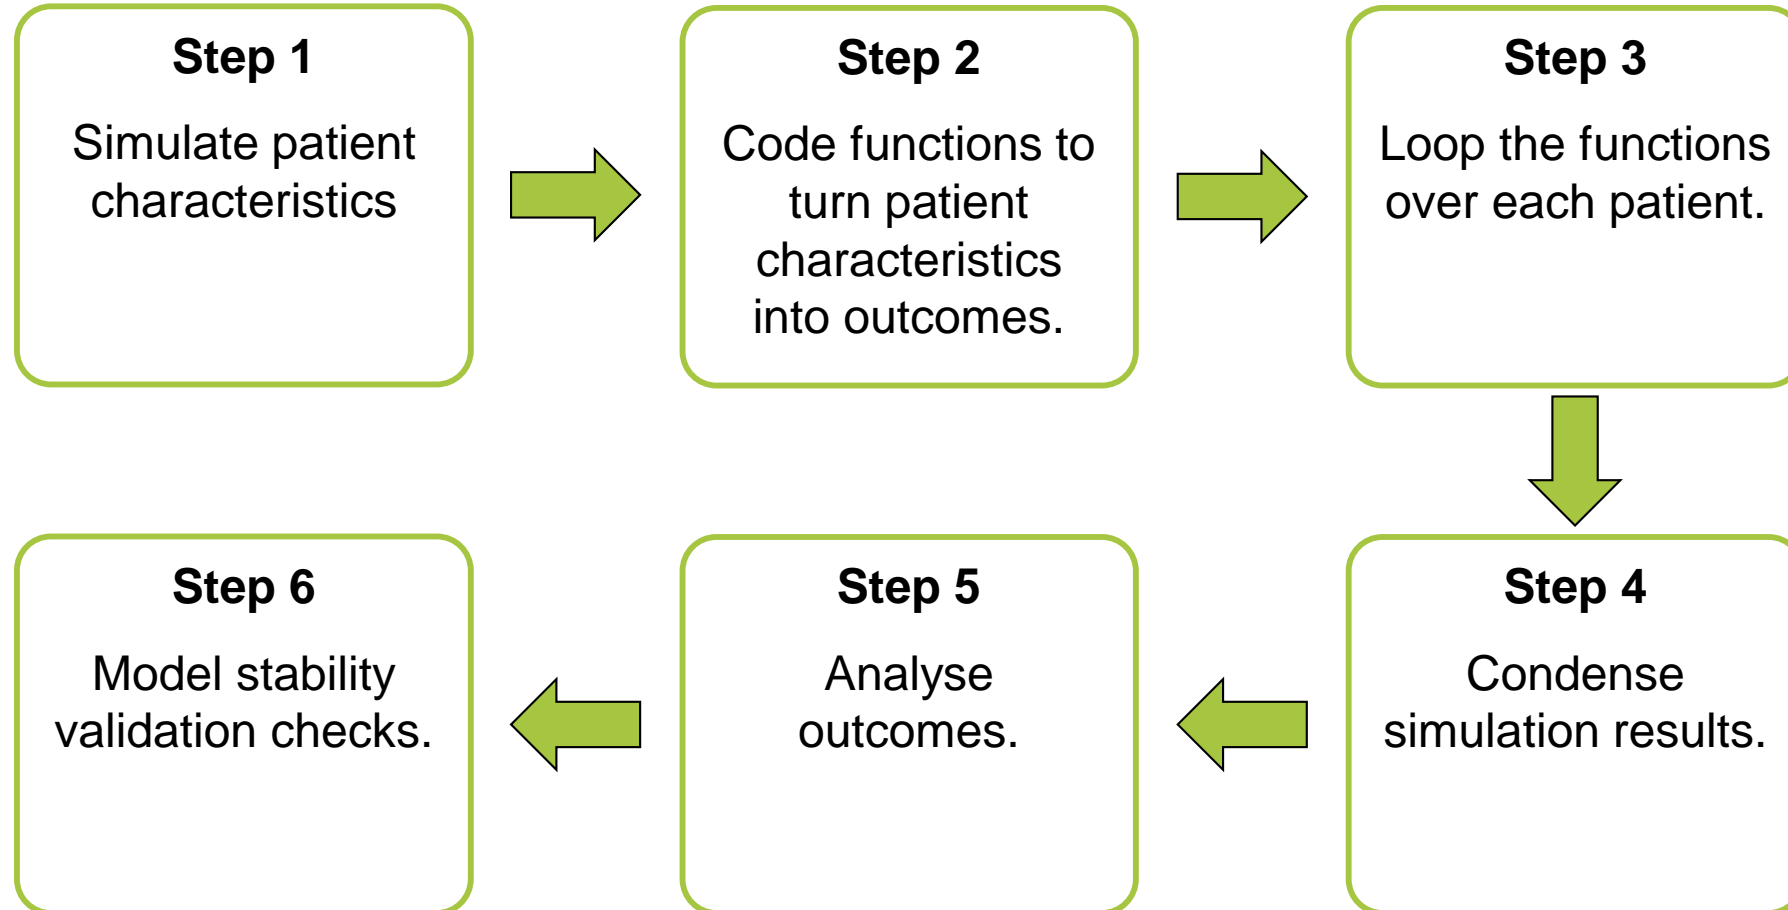 Step 1
Simulate patient
characteristics
Step 2
Code functions to
turn patient
characteristics
into outcomes.
Step 3
Loop the functions
over each patient.
Step 4
Condense
simulation results.
Step 5
Analyse
outcomes.
Step 6
Model stability
validation checks.